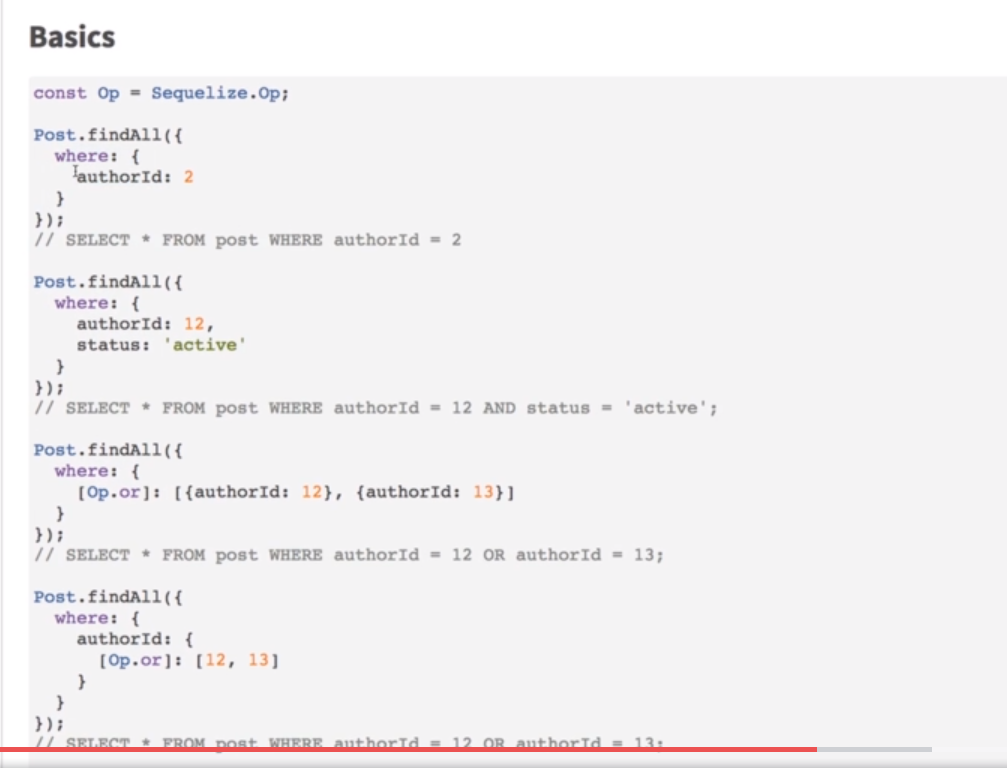 Basics
const Op = Sequelize.Op;
Post.findAll({
where: {
authorId: 2
}
});
// SELECT * FROM post WHERE authorId = 2
Post.findAll({
where: {
authorId: 12,
status: 'active'
}
});
// SELECT * FROM post WHERE authorId = 12 AND status = 'active';
Post.findAll({
where: {
[Op.or]: [{authorId: 12}, {authorId: 13}]
}
});
// SELECT * FROM post WHERE authorId = 12 OR authorId = 13;
Post.findAll({
where: {
authorId: {
[Op.or]: [12, 13]
}
}
});
// SELECT * FROM post WHERE authorId = 12 OR authorId = 13;